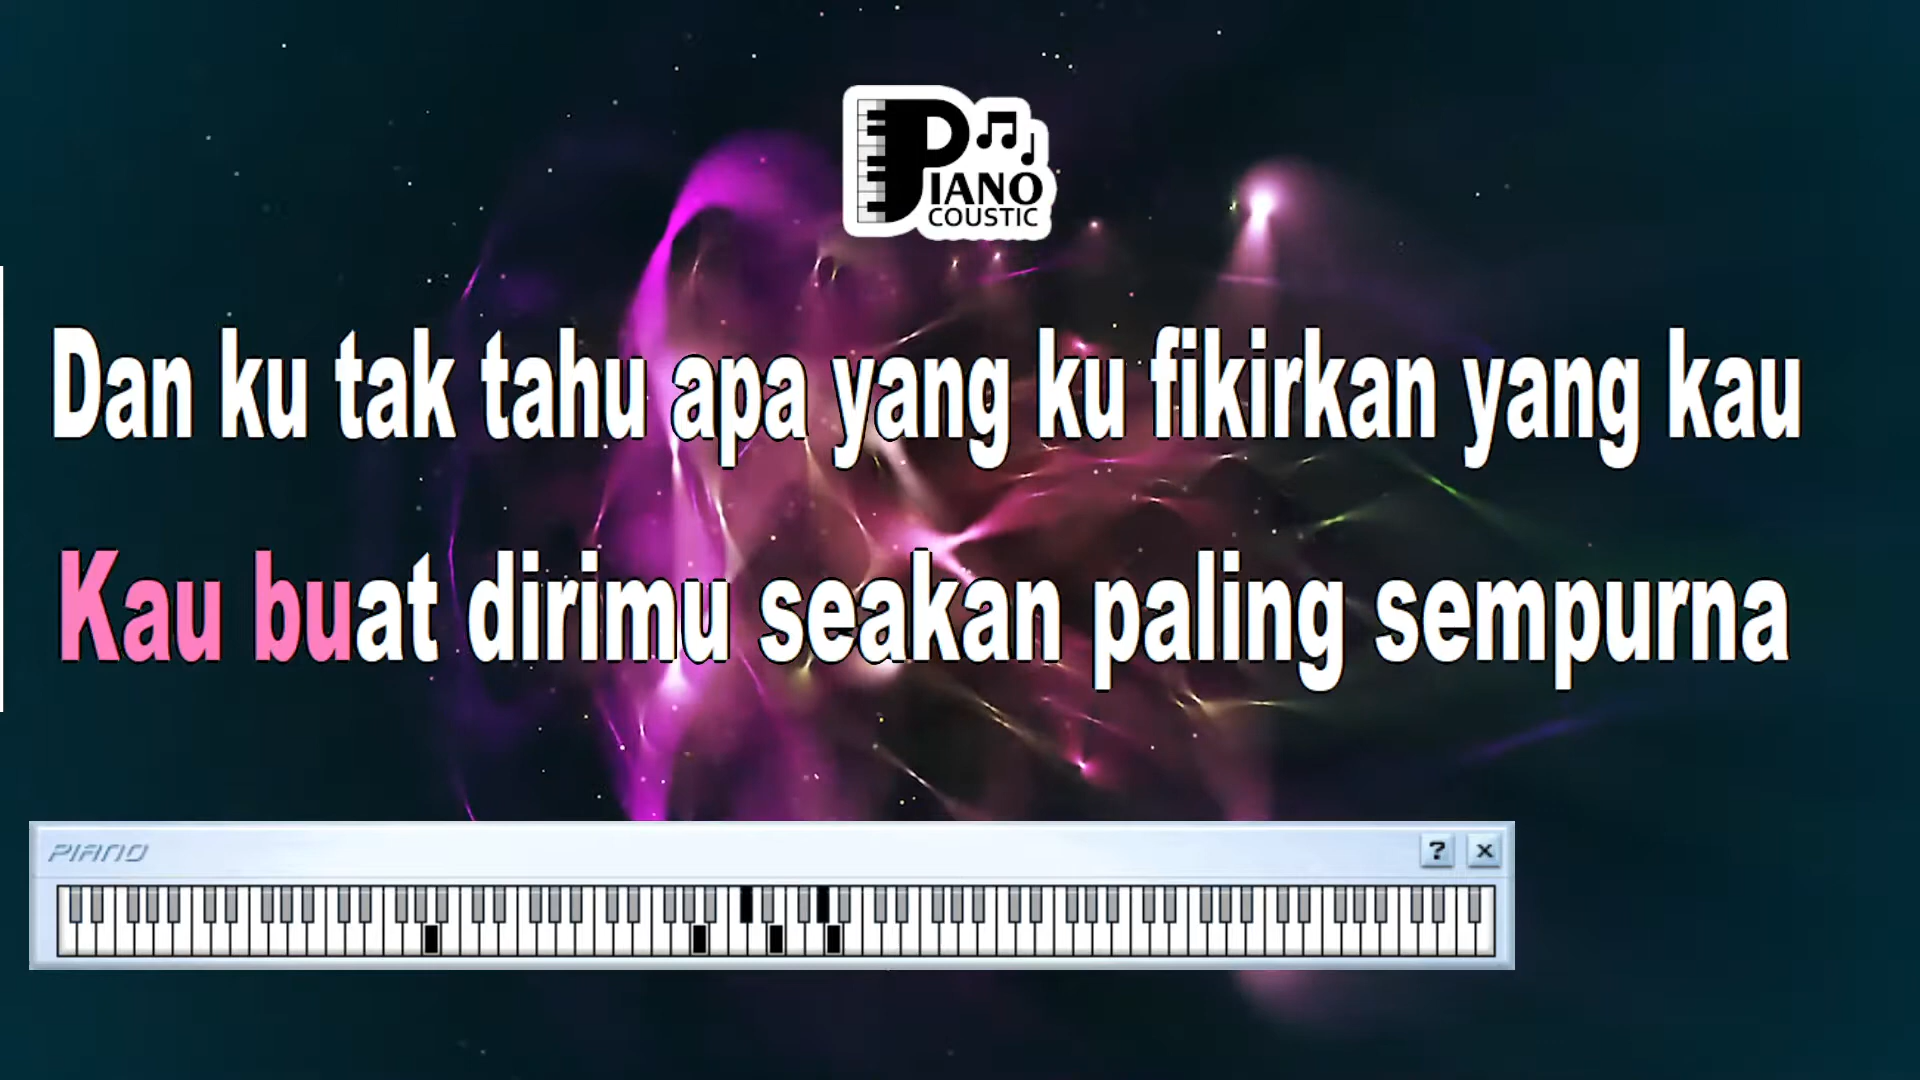 PIANO
COUSTIC
Dan ku tak tahu apa yang ku fikirkan yang kau
Kau buat dirimu seakan paling sempurna
PIANO
? x